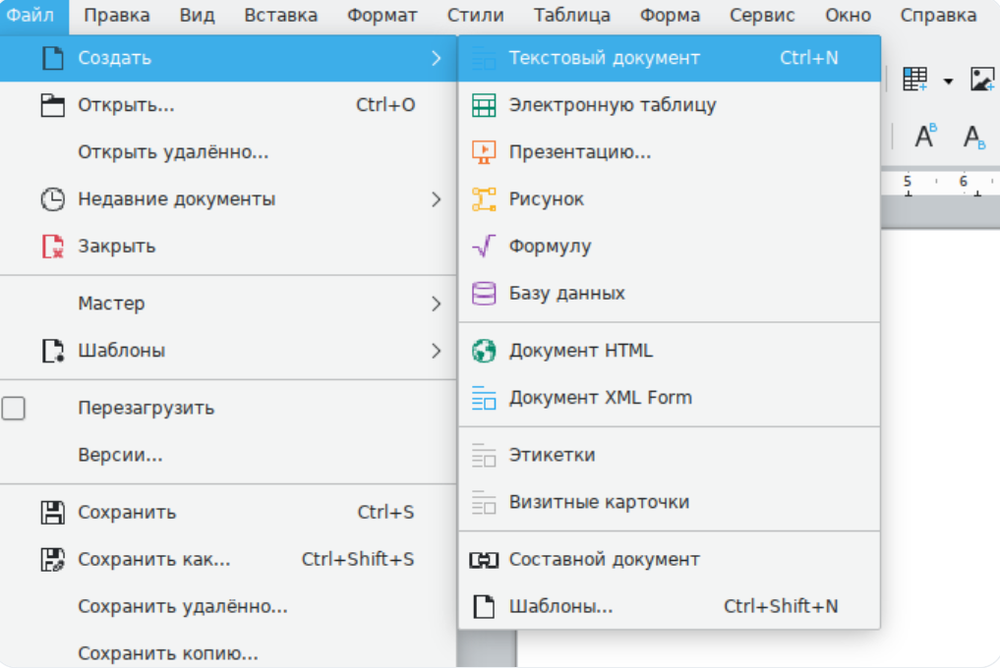 Файл Правка Вид Вставка Формат Стили Таблица Форма Сервис Окно Справка
Создать
Открыть... Ctrl+O
Открыть удалённо...
Недавние документы
Закрыть
Мастер
Шаблоны
Перезагрузить
Версии...
Сохранить Ctrl+S
Сохранить как... Ctrl+Shift+S
Сохранить удалённо...
Сохранить копию...
Текстовый документ Ctrl+N
Электронную таблицу
Презентацию...
Рисунок
Формулу
Базу данных
Документ HTML
Документ XML Form
Этикетки
Визитные карточки
Составной документ
Шаблоны... Ctrl+Shift+N
AB AB
5 6